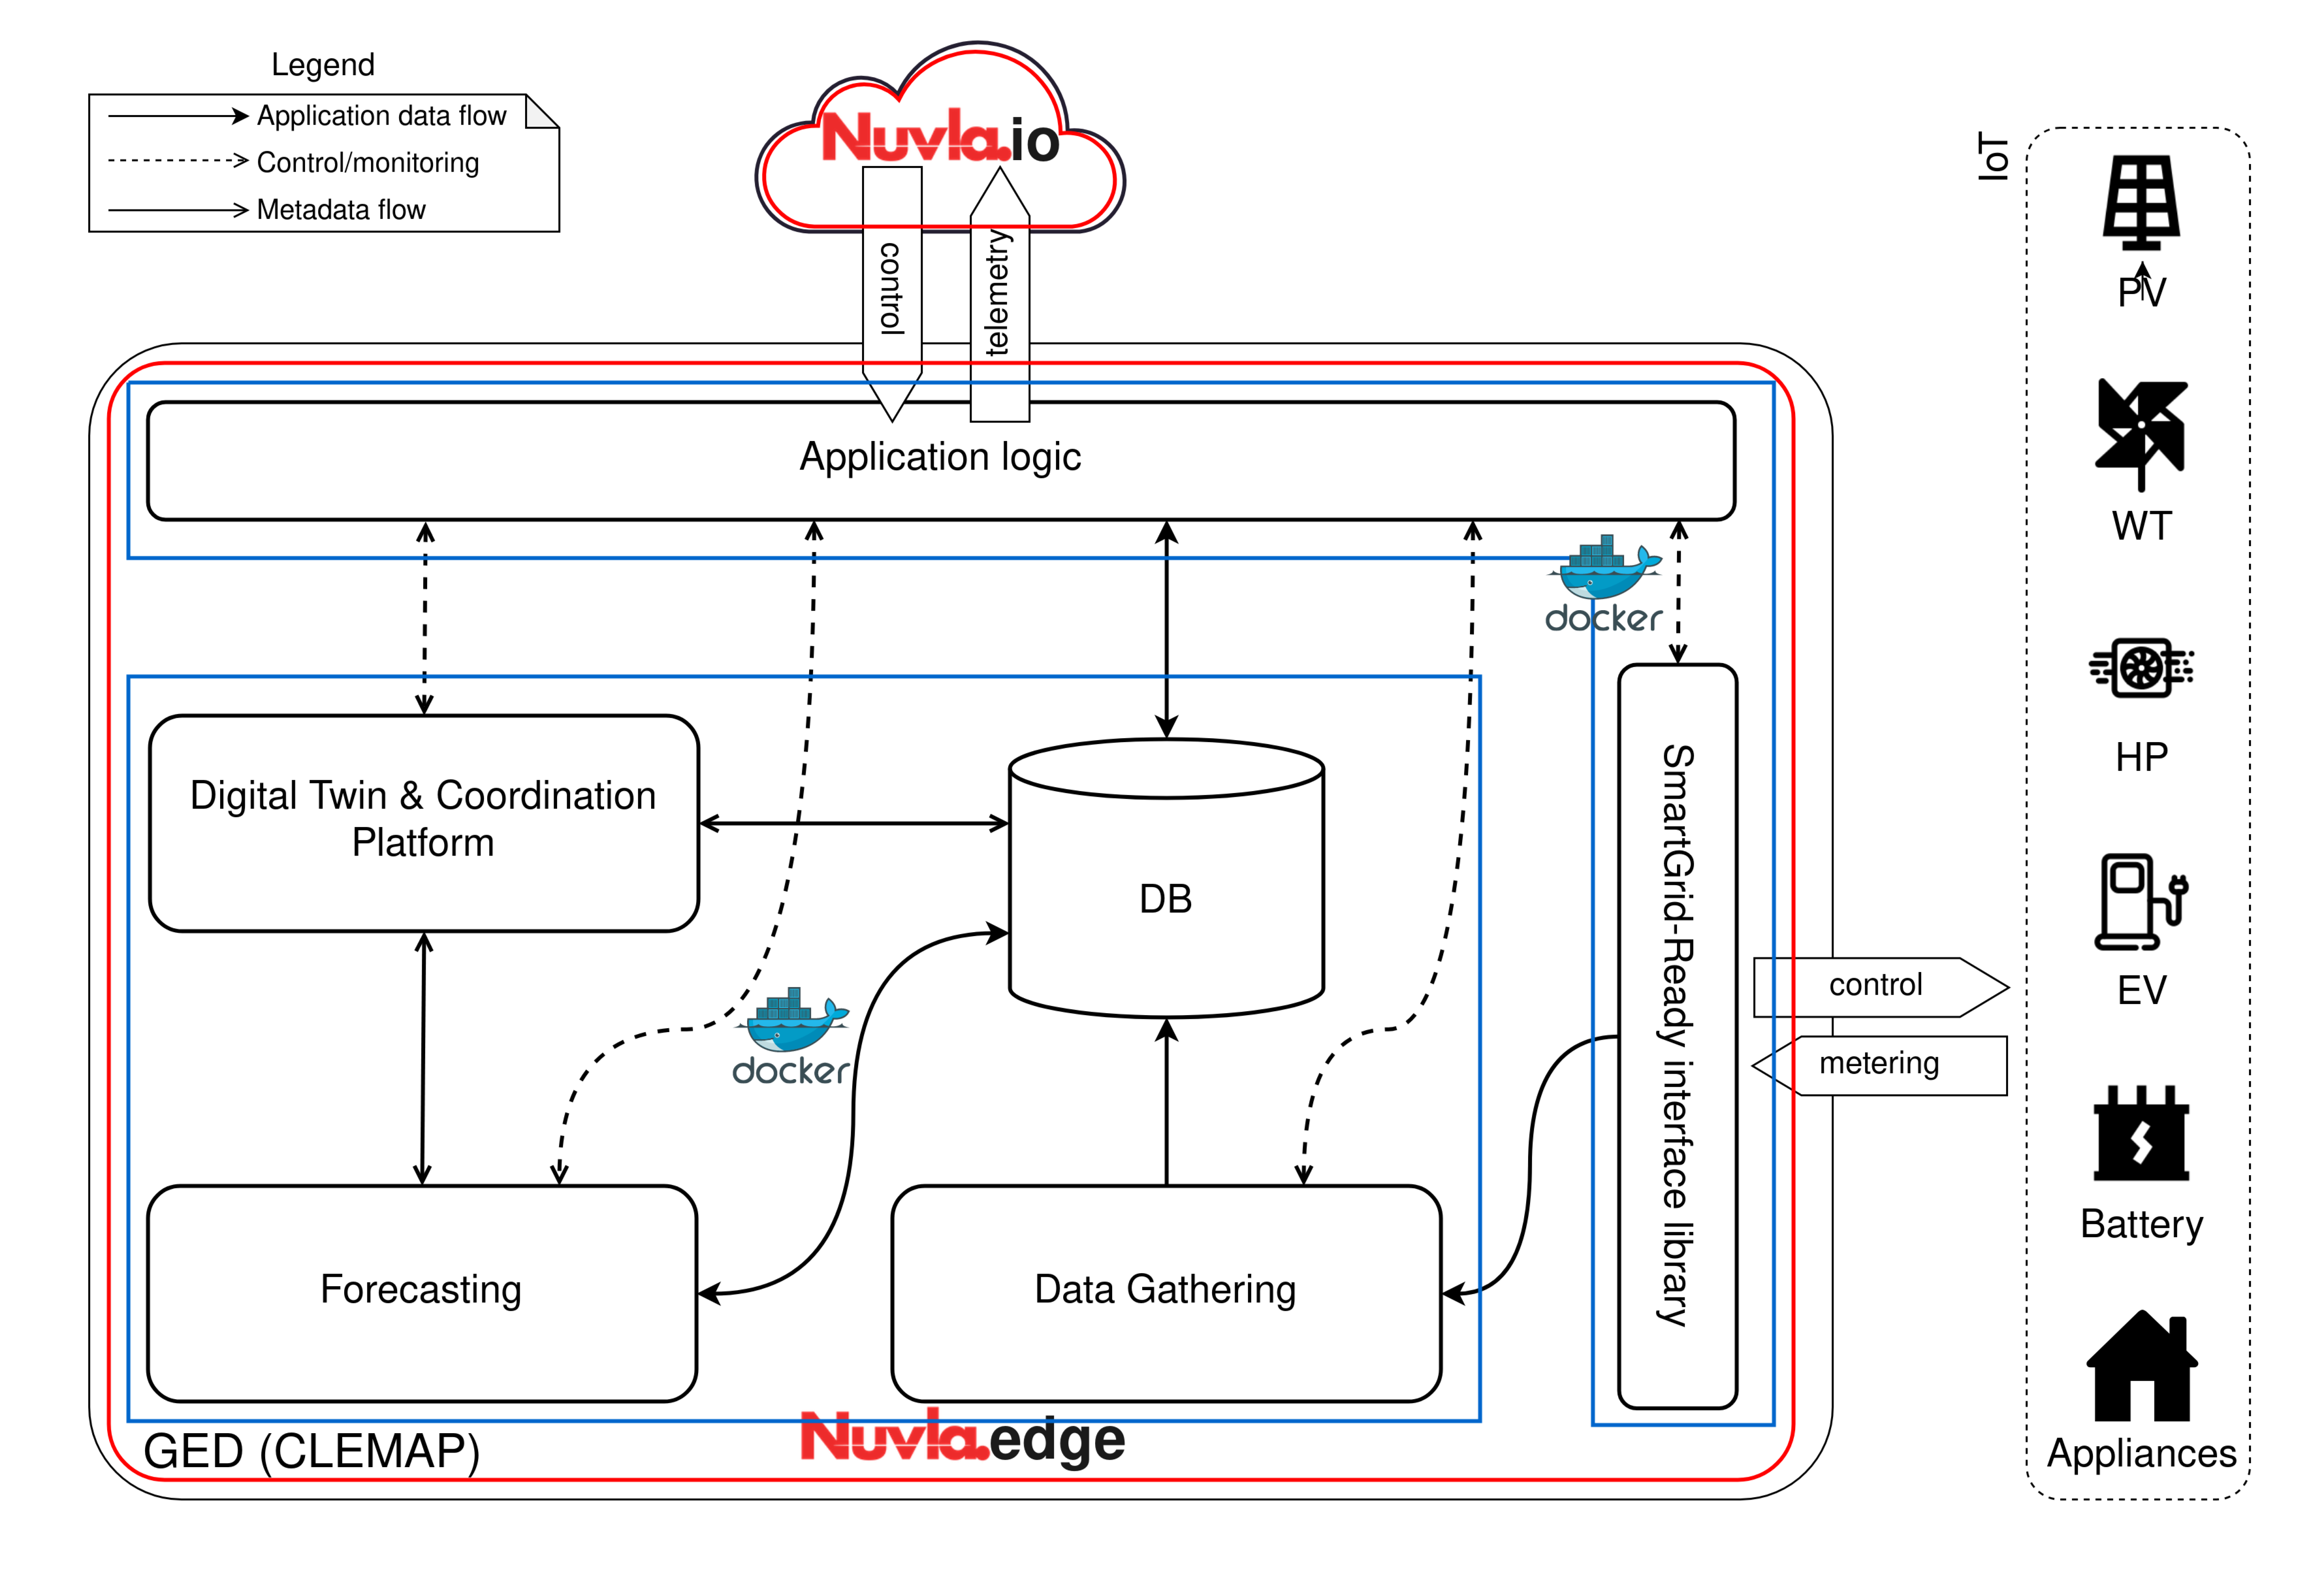 Legend
Application data flow
Control/monitoring
Metadata flow
Nuvla.io
control
telemetry
IoT
PV
WT
HP
EV
Battery
Appliances
Application logic
docker
Digital Twin & Coordination
Platform
DB
SmartGrid-Ready interface library
control
metering
docker
Forecasting
Data Gathering
GED (CLEMAP)
Nuvla.edge